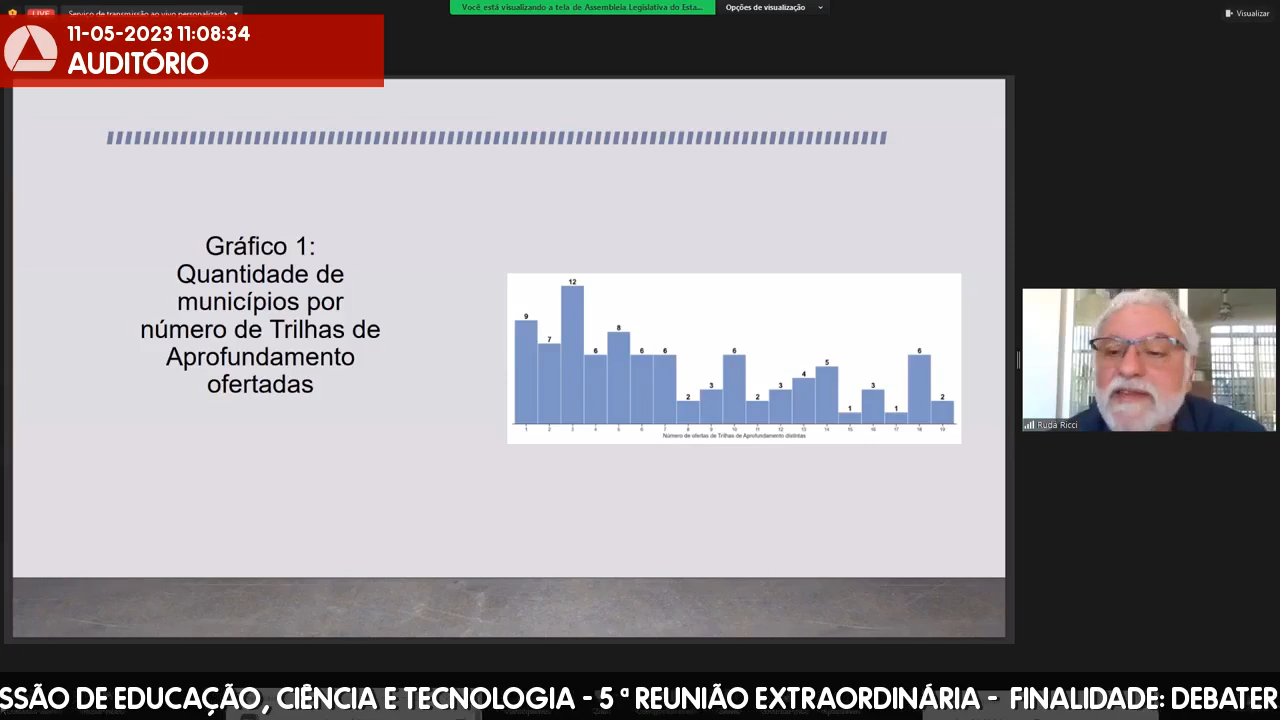 LIVE
Serviço de transmissão ao vivo personalizado
Você está visualizando a tela de Assembleia Legislativa do Esta...
Opções de visualização
Visualizar
11-05-2023 11:08:34
AUDITÓRIO
Gráfico 1:
Quantidade de
municípios por
número de Trilhas de
Aprofundamento
ofertadas
9 7 12 6 8 6 6 2 3 6 2 3 4 5 1 3 1 6 2
1 2 3 4 5 6 7 8 9 10 11 12 13 14 15 16 17 18 19
Número de ofertas de Trilhas de Aprofundamento distintas
Rudá Ricci
SSÃO DE EDUCAÇÃO, CIÊNCIA E TECNOLOGIA - 5 ª REUNIÃO EXTRAORDINÁRIA - FINALIDADE: DEBATER